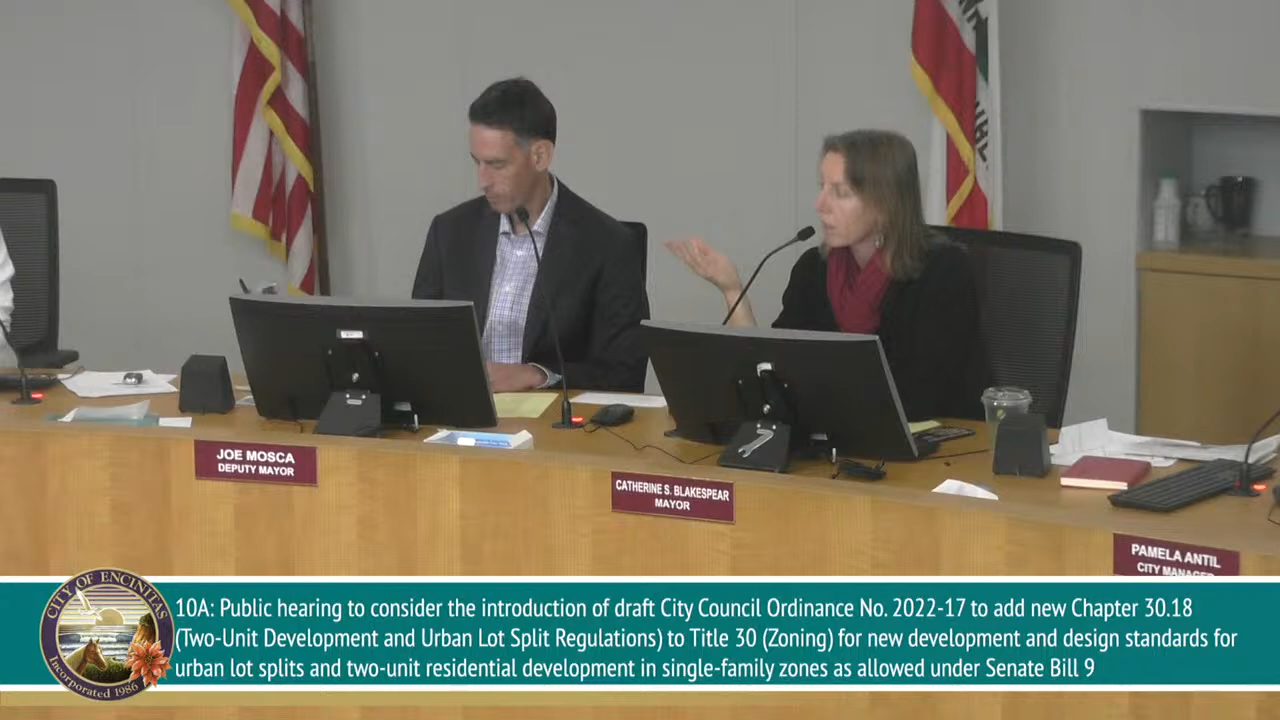 JOE MOSCA
DEPUTY MAYOR
CATHERINE S. BLAKESPEAR
MAYOR
PAMELA ANTIL
CITY MANAGER
CITY OF ENCINITAS
Incorporated 1986
10A: Public hearing to consider the introduction of draft City Council Ordinance No. 2022-17 to add new Chapter 30.18
(Two-Unit Development and Urban Lot Split Regulations) to Title 30 (Zoning) for new development and design standards for
urban lot splits and two-unit residential development in single-family zones as allowed under Senate Bill 9